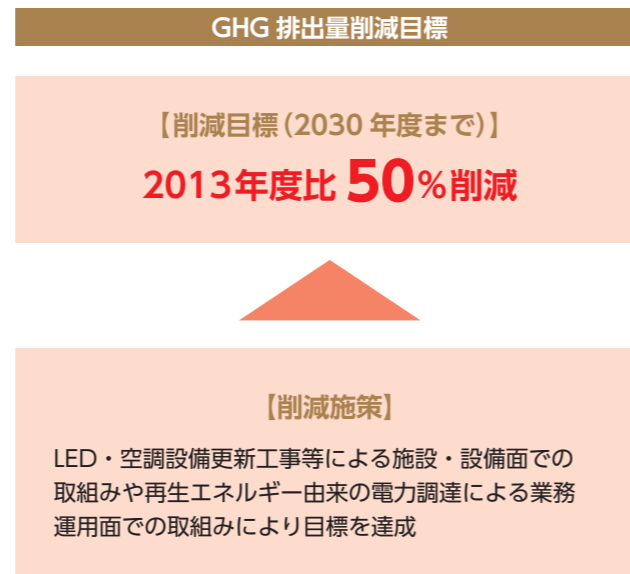 GHG 排出量削減目標
【削減目標（2030 年度まで）】
2013年度比 50%削減
【削減施策】
LED・空調設備更新工事等による施設・設備面での
取組みや再生エネルギー由来の電力調達による業務
運用面での取組みにより目標を達成